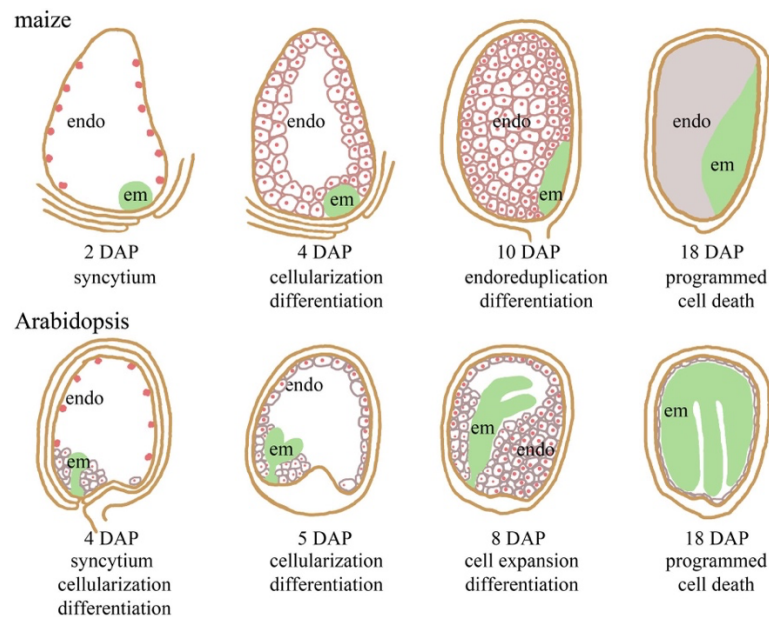 maize
endo
em
2 DAP
syncytium
endo
em
4 DAP
cellularization
differentiation
endo
em
10 DAP
endoreduplication
differentiation
endo
em
18 DAP
programmed
cell death
Arabidopsis
endo
em
4 DAP
syncytium
cellularization
differentiation
endo
em
5 DAP
cellularization
differentiation
em
endo
8 DAP
cell expansion
differentiation
em
18 DAP
programmed
cell death